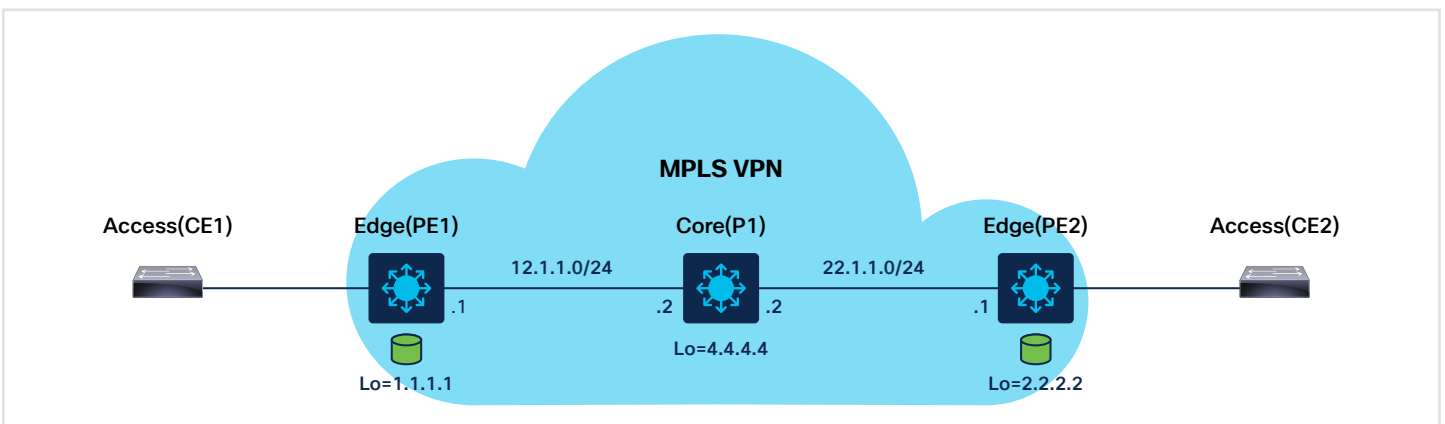 MPLS VPN
Access(CE1)
Edge(PE1)
Core(P1)
Edge(PE2)
Access(CE2)
12.1.1.0/24
22.1.1.0/24
.1
.2
.2
.1
Lo=4.4.4.4
Lo=1.1.1.1
Lo=2.2.2.2